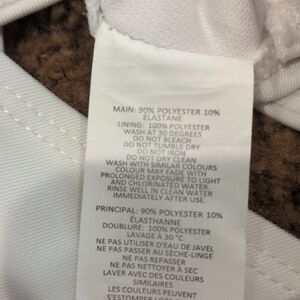 MAIN: 90% POLYESTER 10%
ELASTANE
LINING: 100% POLYESTER
WASH AT 30 DEGREES
DO NOT BLEACH
DO NOT TUMBLE DRY
DO NOT IRON
DO NOT DRY CLEAN
WASH WITH SIMILAR COLOURS
COLOUR MAY FADE WITH
PROLONGED EXPOSURE TO LIGHT
AND CHLORINATED WATER.
RINSE WELL IN CLEAN WATER
IMMEDIATELY AFTER USE.
PRINCIPAL: 90% POLYESTER 10%
ÉLASTHANNE
DOUBLURE: 100% POLYESTER
LAVAGE À 30 °C
NE PAS UTILISER D'EAU DE JAVEL
NE PAS PASSER AU SÈCHE-LINGE
NE PAS REPASSER
NE PAS NETTOYER À SEC
LAVER AVEC DES COULEURS
SIMILAIRES
LES COULEURS PEUVENT
S'ESTOMPER LORS